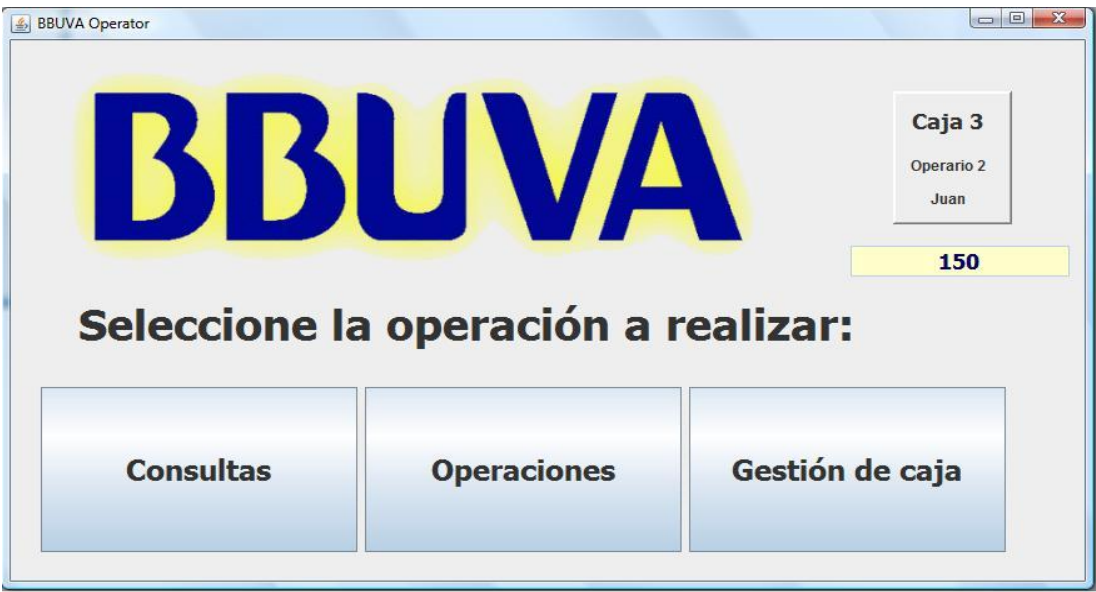 BBUVA Operator
BBUVA
Caja 3
Operario 2
Juan
150
Seleccione la operación a realizar:
Consultas
Operaciones
Gestión de caja